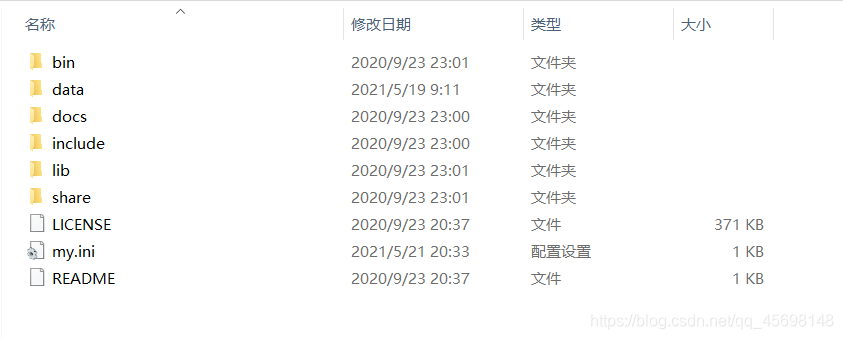 名称 修改日期 类型 大小
bin 2020/9/23 23:01 文件夹
data 2021/5/19 9:11 文件夹
docs 2020/9/23 23:00 文件夹
include 2020/9/23 23:00 文件夹
lib 2020/9/23 23:01 文件夹
share 2020/9/23 23:01 文件夹
LICENSE 2020/9/23 20:37 文件 371 KB
my.ini 2021/5/21 20:33 配置设置 1 KB
README 2020/9/23 20:37 文件 1 KB
https://blog.csdn.net/qq_45698148